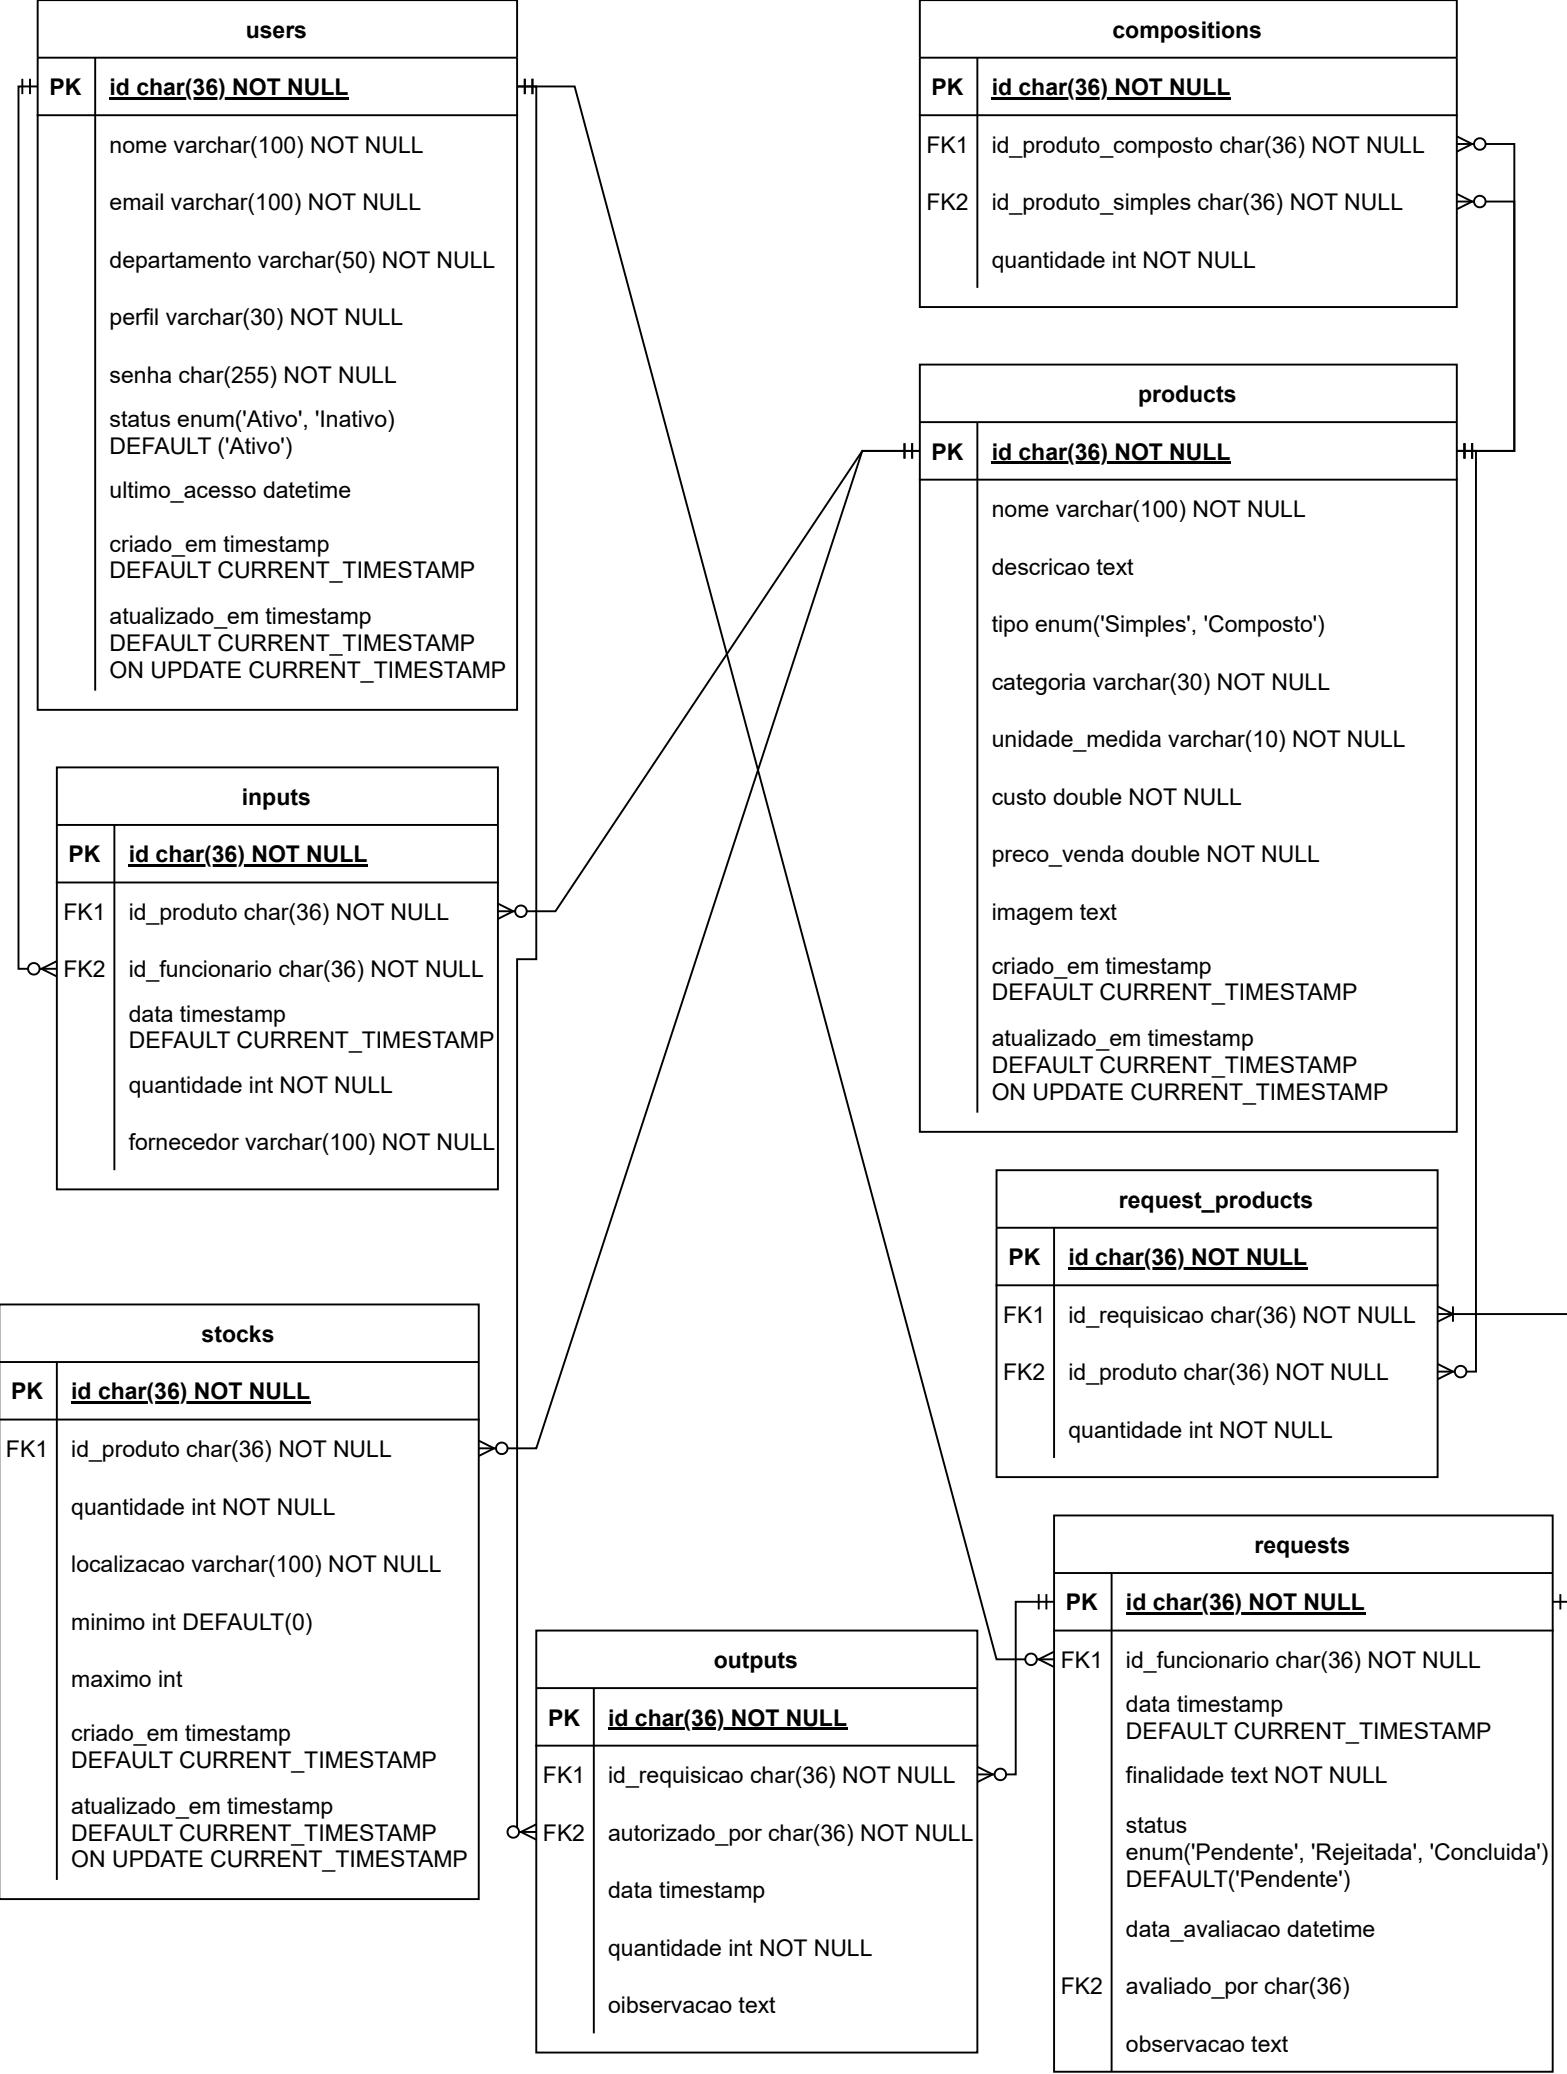 users
PK id char(36) NOT NULL
nome varchar(100) NOT NULL
email varchar(100) NOT NULL
departamento varchar(50) NOT NULL
perfil varchar(30) NOT NULL
senha char(255) NOT NULL
status enum('Ativo', 'Inativo)
DEFAULT ('Ativo')
ultimo_acesso datetime
criado_em timestamp
DEFAULT CURRENT_TIMESTAMP
atualizado_em timestamp
DEFAULT CURRENT_TIMESTAMP
ON UPDATE CURRENT_TIMESTAMP
compositions
PK id char(36) NOT NULL
FK1 id_produto_composto char(36) NOT NULL
FK2 id_produto_simples char(36) NOT NULL
quantidade int NOT NULL
products
PK id char(36) NOT NULL
nome varchar(100) NOT NULL
descricao text
tipo enum('Simples', 'Composto')
categoria varchar(30) NOT NULL
unidade_medida varchar(10) NOT NULL
custo double NOT NULL
preco_venda double NOT NULL
imagem text
criado_em timestamp
DEFAULT CURRENT_TIMESTAMP
atualizado_em timestamp
DEFAULT CURRENT_TIMESTAMP
ON UPDATE CURRENT_TIMESTAMP
inputs
PK id char(36) NOT NULL
FK1 id_produto char(36) NOT NULL
FK2 id_funcionario char(36) NOT NULL
data timestamp
DEFAULT CURRENT_TIMESTAMP
quantidade int NOT NULL
fornecedor varchar(100) NOT NULL
request_products
PK id char(36) NOT NULL
FK1 id_requisicao char(36) NOT NULL
FK2 id_produto char(36) NOT NULL
quantidade int NOT NULL
stocks
PK id char(36) NOT NULL
FK1 id_produto char(36) NOT NULL
quantidade int NOT NULL
localizacao varchar(100) NOT NULL
minimo int DEFAULT(0)
maximo int
criado_em timestamp
DEFAULT CURRENT_TIMESTAMP
atualizado_em timestamp
DEFAULT CURRENT_TIMESTAMP
ON UPDATE CURRENT_TIMESTAMP
outputs
PK id char(36) NOT NULL
FK1 id_requisicao char(36) NOT NULL
FK2 autorizado_por char(36) NOT NULL
data timestamp
quantidade int NOT NULL
oibservacao text
requests
PK id char(36) NOT NULL
FK1 id_funcionario char(36) NOT NULL
data timestamp
DEFAULT CURRENT_TIMESTAMP
finalidade text NOT NULL
status
enum('Pendente', 'Rejeitada', 'Concluida')
DEFAULT('Pendente')
data_avaliacao datetime
FK2 avaliado_por char(36)
observacao text